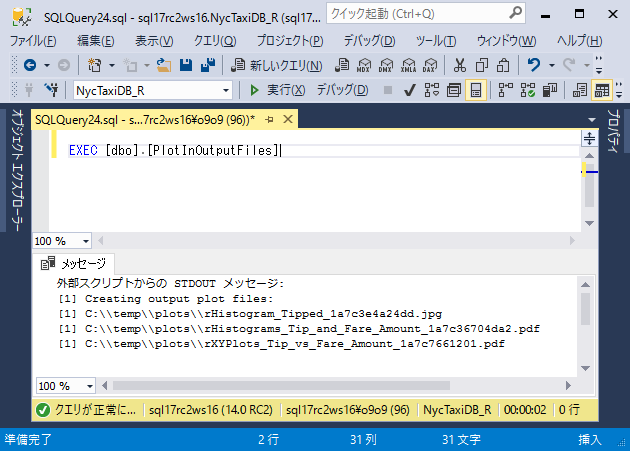 SQLQuery24.sql - sql17rc2ws16.NycTaxiDB_R (sql17... クイック起動 (Ctrl+Q)
ファイル(F) 編集(E) 表示(V) クエリ(Q) プロジェクト(P) デバッグ(D) ツール(T) ウィンドウ(W) ヘルプ(H)
新しいクエリ(N) MDX DMX XMLA DAX
NycTaxiDB_R 実行(X) デバッグ(D)
オブジェクト エクスプローラー
SQLQuery24.sql - s...7rc2ws16¥o9o9 (96))*
プロパティ
EXEC [dbo].[PlotInOutputFiles]
100 %
メッセージ
外部スクリプトからの STDOUT メッセージ:
[1] Creating output plot files:
[1] C:\\temp\\plots\\rHistogram_Tipped_1a7c3e4a24dd.jpg
[1] C:\\temp\\plots\\rHistograms_Tip_and_Fare_Amount_1a7c36704da2.pdf
[1] C:\\temp\\plots\\rXYPlots_Tip_vs_Fare_Amount_1a7c7661201.pdf
100 %
クエリが正常に... sql17rc2ws16 (14.0 RC2) sql17rc2ws16¥o9o9 (96) NycTaxiDB_R 00:00:02 0 行
準備完了 2 行 31 列 31 文字 挿入